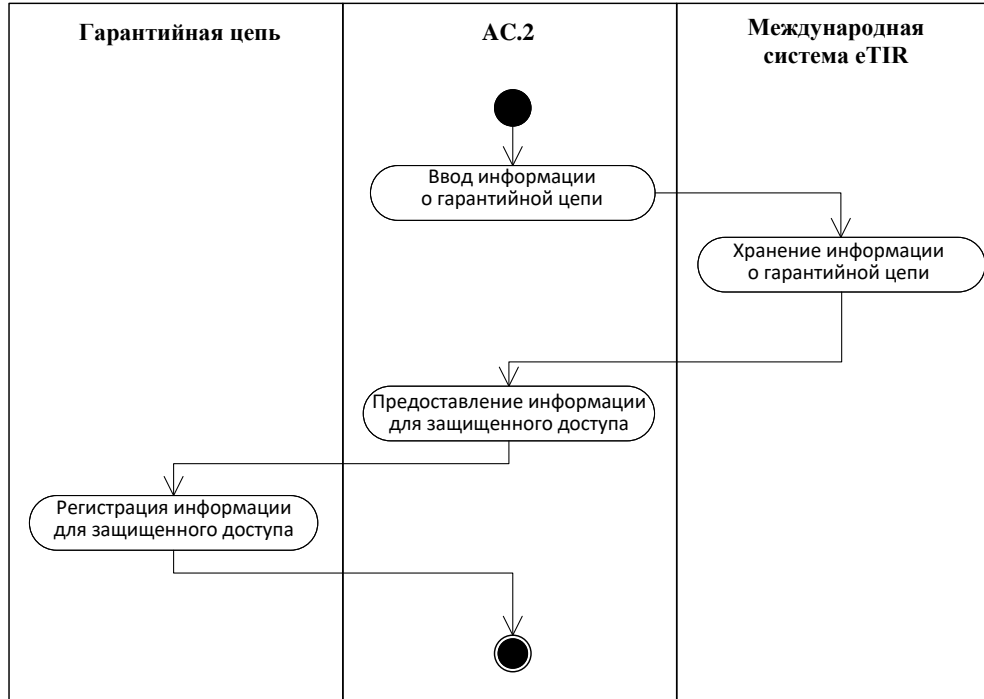 Гарантийная цепь
AC.2
Международная
система eTIR
Ввод информации
о гарантийной цепи
Хранение информации
о гарантийной цепи
Предоставление информации
для защищенного доступа
Регистрация информации
для защищенного доступа